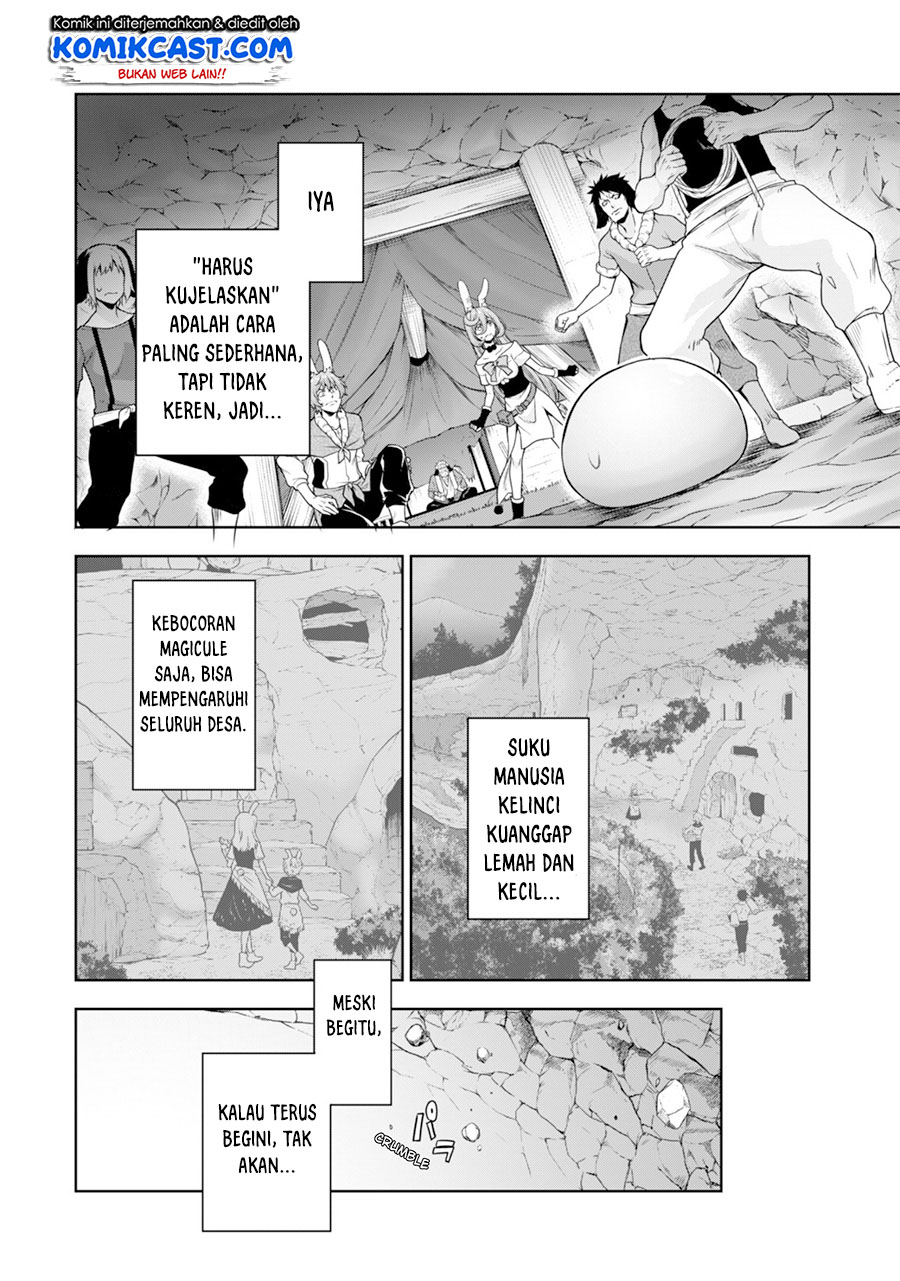 Komik ini diterjemahkan & diedit oleh
KOMIKCAST.COM
BUKAN WEB LAIN!!
IYA
"HARUS
KUJELASKAN"
ADALAH CARA
PALING SEDERHANA,
TAPI TIDAK
KEREN, JADI...
SUKU
MANUSIA
KELINCI
KUANGGAP
LEMAH DAN
KECIL...
KEBOCORAN
MAGICULE
SAJA, BISA
MEMPENGARUHI
SELURUH DESA.
パラ
CRUMBLE
MESKI
BEGITU,
KALAU TERUS
BEGINI, TAK
AKAN...